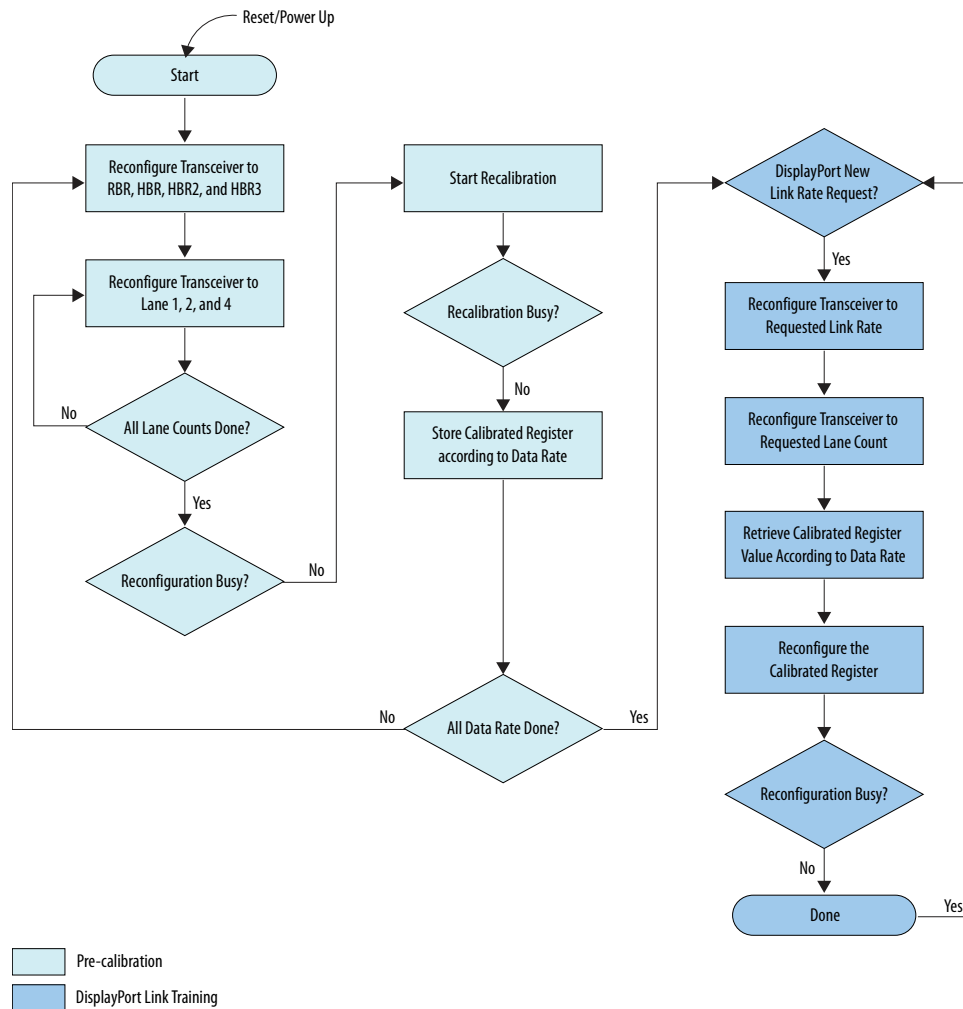 Reset/Power Up
Start
Reconfigure Transceiver to
RBR, HBR, HBR2, and HBR3
Reconfigure Transceiver to
Lane 1, 2, and 4
No
All Lane Counts Done?
Yes
Reconfiguration Busy?
No
Start Recalibration
Recalibration Busy?
No
Store Calibrated Register
according to Data Rate
No
All Data Rate Done?
Yes
DisplayPort New
Link Rate Request?
Yes
Reconfigure Transceiver to
Requested Link Rate
Reconfigure Transceiver to
Requested Lane Count
Retrieve Calibrated Register
Value According to Data Rate
Reconfigure the
Calibrated Register
Reconfiguration Busy?
No
Done
Yes
Pre-calibration
DisplayPort Link Training